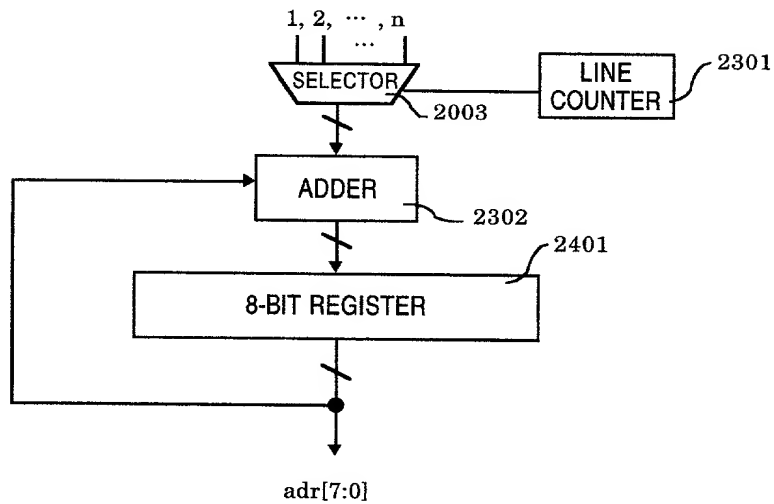 1, 2, ··· , n
...
SELECTOR
2003
LINE
COUNTER
2301
ADDER
2302
2401
8-BIT REGISTER
adr[7:0]